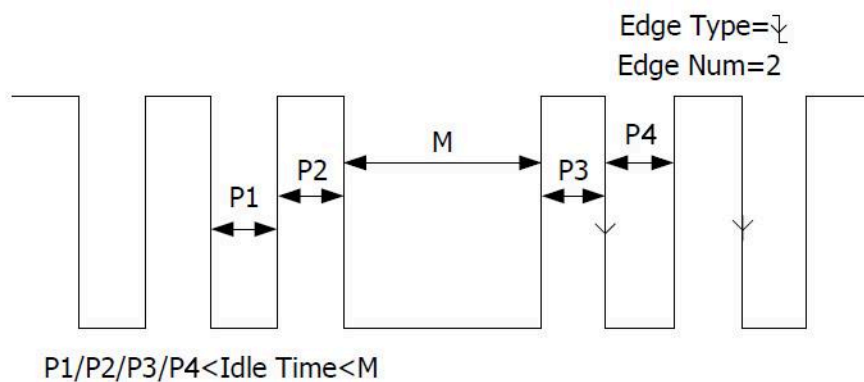 Edge Type=
Edge Num=2
P1
P2
M
P3
P4
P1/P2/P3/P4<Idle Time<M